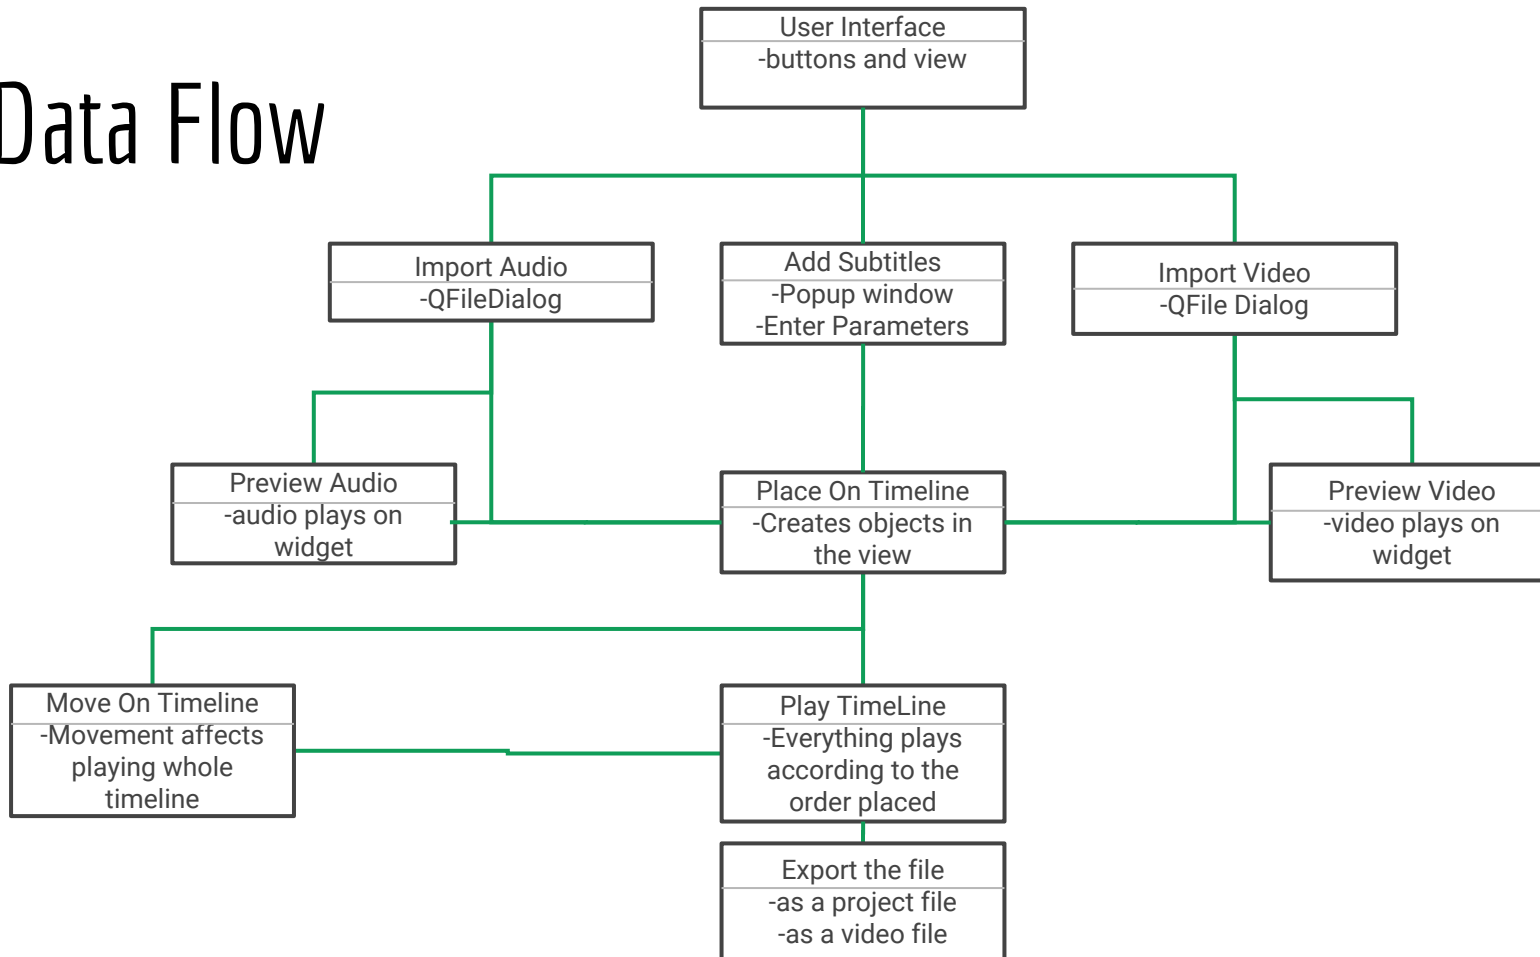 Data Flow
User Interface
-buttons and view
Import Audio
-QFileDialog
Add Subtitles
-Popup window
-Enter Parameters
Import Video
-QFile Dialog
Preview Audio
-audio plays on
widget
Place On Timeline
-Creates objects in
the view
Preview Video
-video plays on
widget
Move On Timeline
-Movement affects
playing whole
timeline
Play TimeLine
-Everything plays
according to the
order placed
Export the file
-as a project file
-as a video file